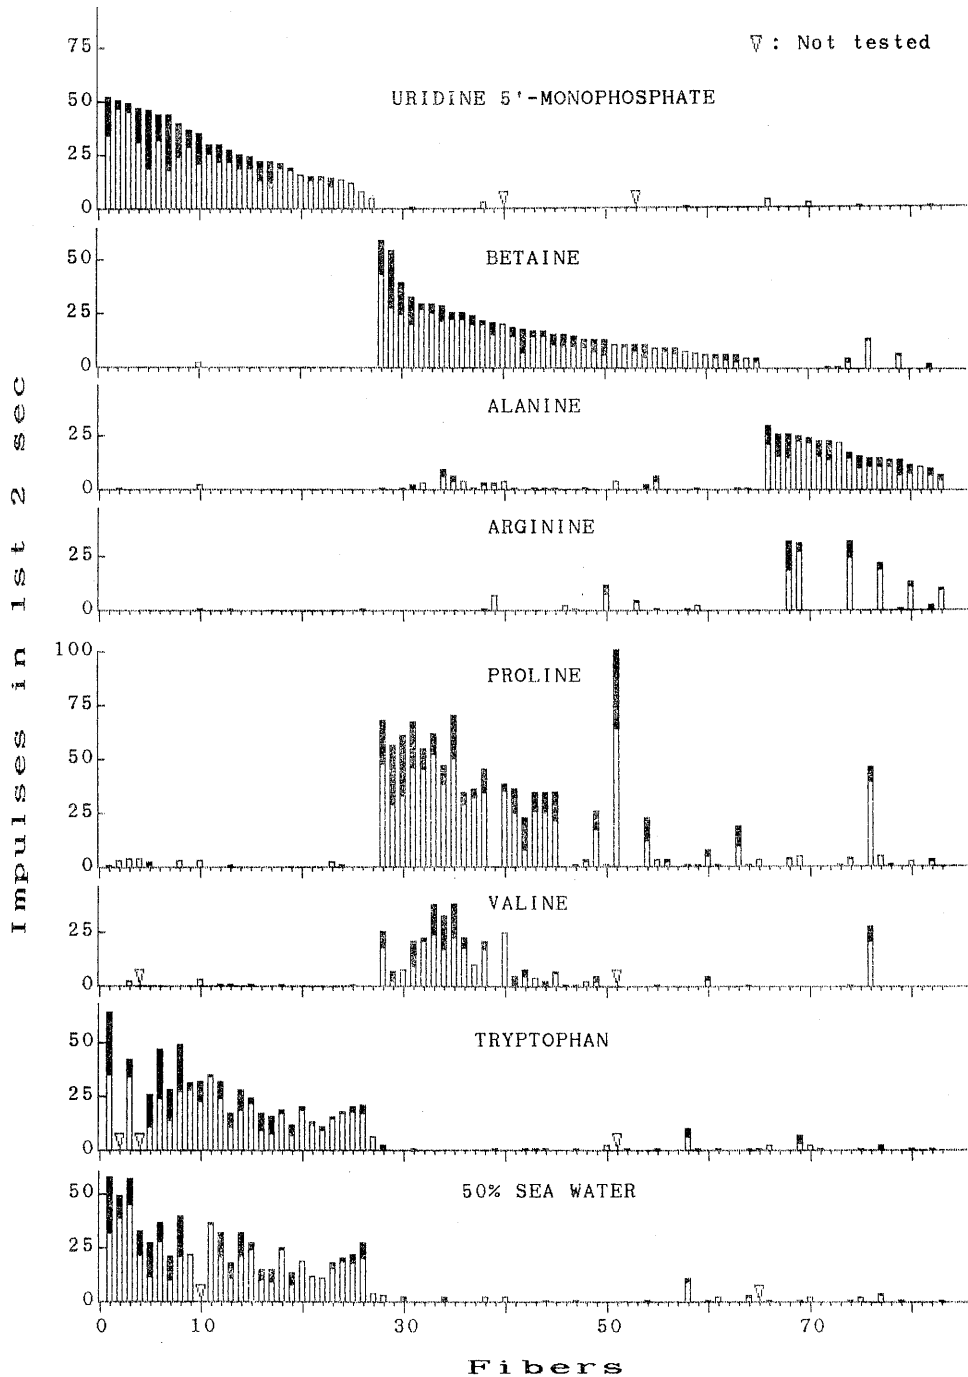 75
▽: Not tested
50
URIDINE 5'-MONOPHOSPHATE
25
0
50
BETAINE
25
0
ALANINE
25
0
ARGININE
25
0
100
PROLINE
75
50
25
0
VALINE
25
0
TRYPTOPHAN
50
25
0
50% SEA WATER
50
25
0
0 10 30 50 70
Fibers
Impulses in 1st 2 sec